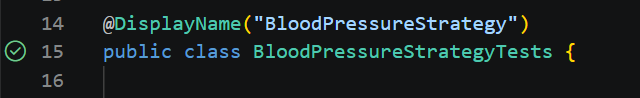 14 @DisplayName("BloodPressureStrategy")
15 public class BloodPressureStrategyTests {
16